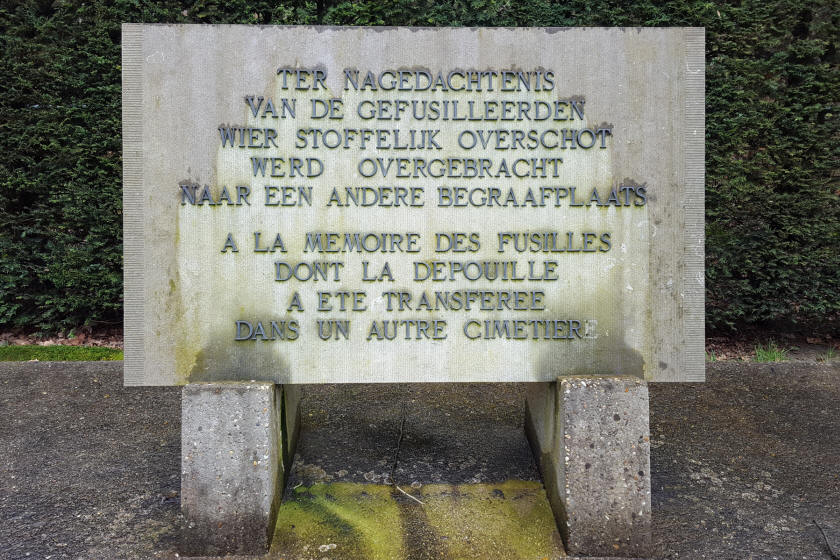 TER NAGEDACHTENIS
VAN DE GEFUSILLEERDEN
WIER STOFFELIJK OVERSCHOT
WERD OVERGEBRACHT
NAAR EEN ANDERE BEGRAAFPLAATS
A LA MEMOIRE DES FUSILLES
DONT LA DEPOUILLE
A ETE TRANSFEREE
DANS UN AUTRE CIMETIERE